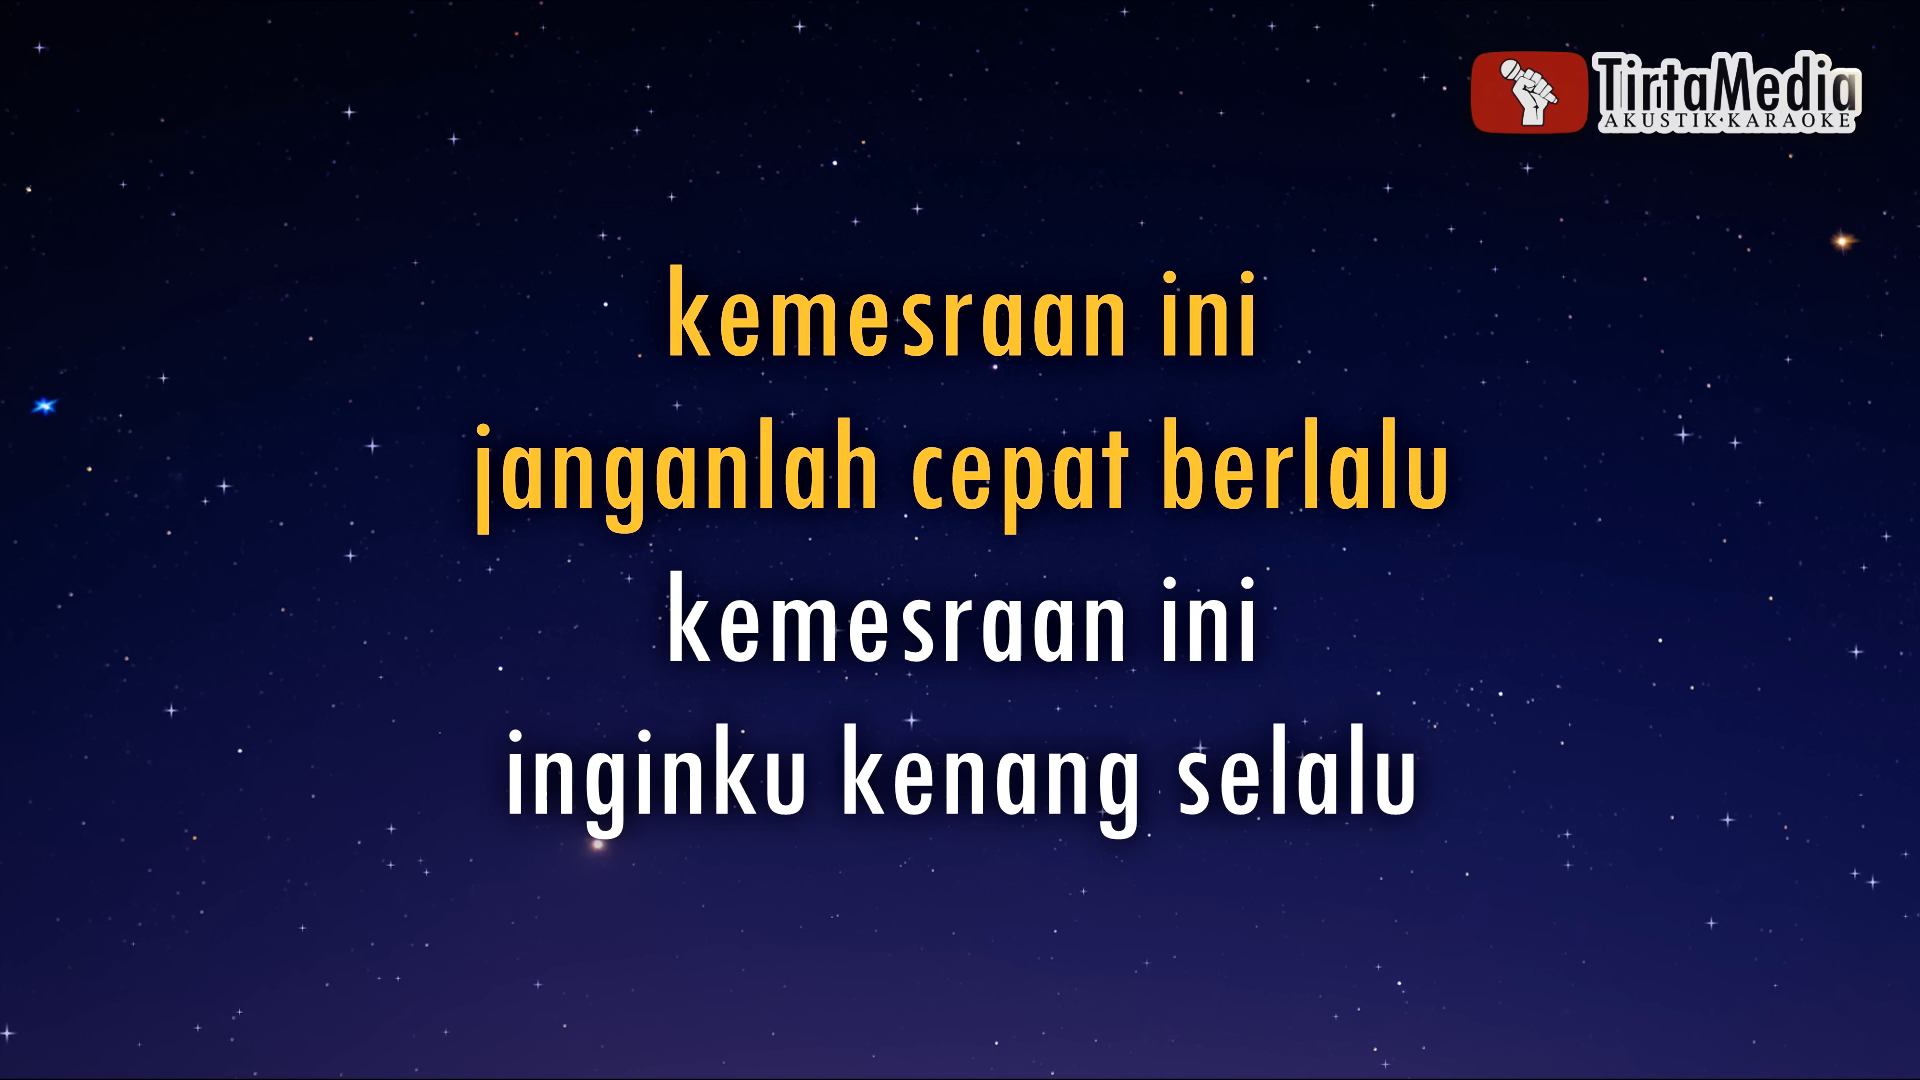 TirtaMedia
AKUSTIK•KARAOKE
kemesraan ini
janganlah cepat berlalu
kemesraan ini
inginku kenang selalu